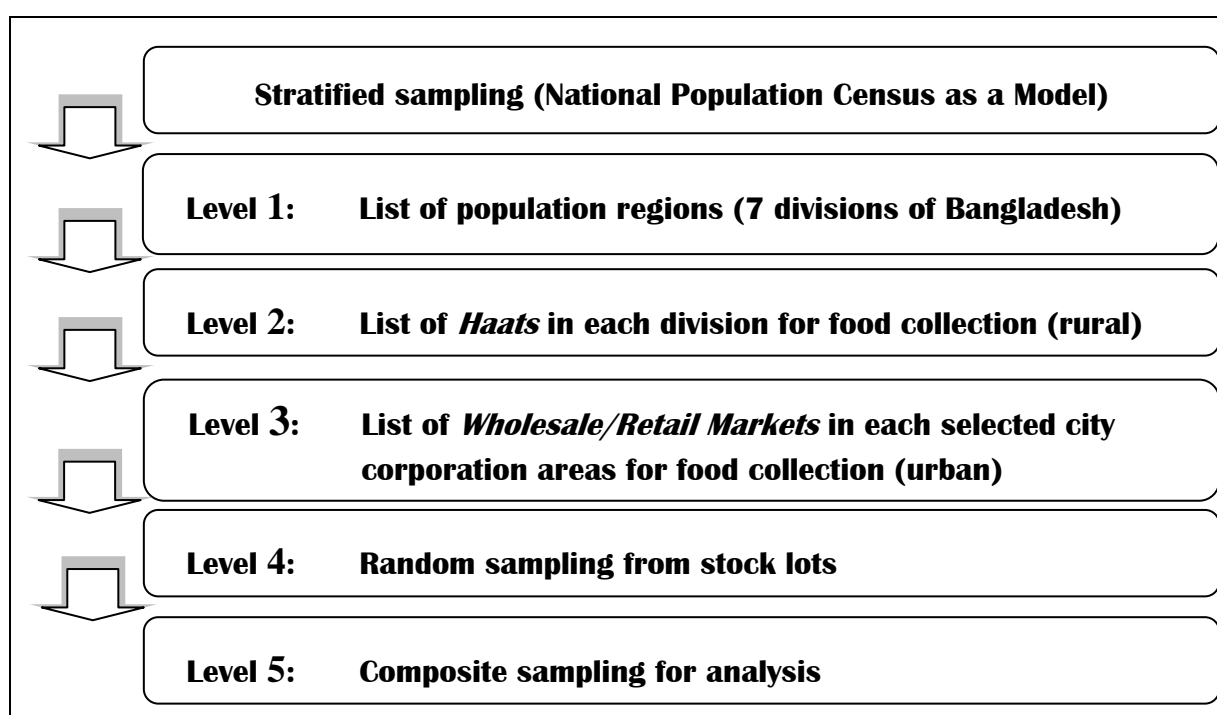 Stratified sampling (National Population Census as a Model)
Level 1: List of population regions (7 divisions of Bangladesh)
Level 2: List of Haats in each division for food collection (rural)
Level 3: List of Wholesale/Retail Markets in each selected city
corporation areas for food collection (urban)
Level 4: Random sampling from stock lots
Level 5: Composite sampling for analysis